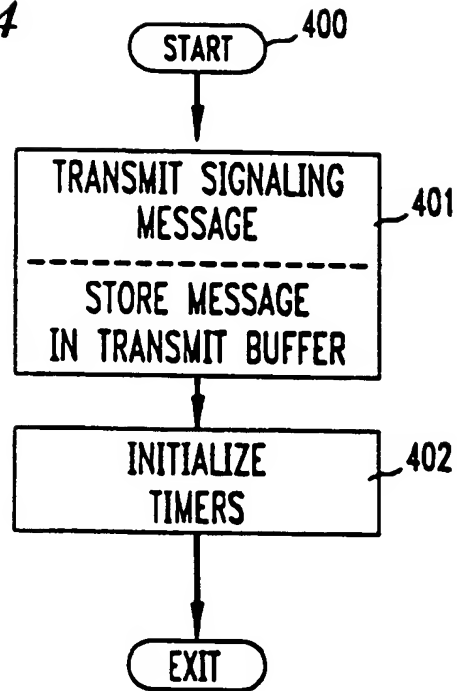 4
START
400
TRANSMIT SIGNALING
MESSAGE
401
STORE MESSAGE
IN TRANSMIT BUFFER
INITIALIZE
TIMERS
402
EXIT